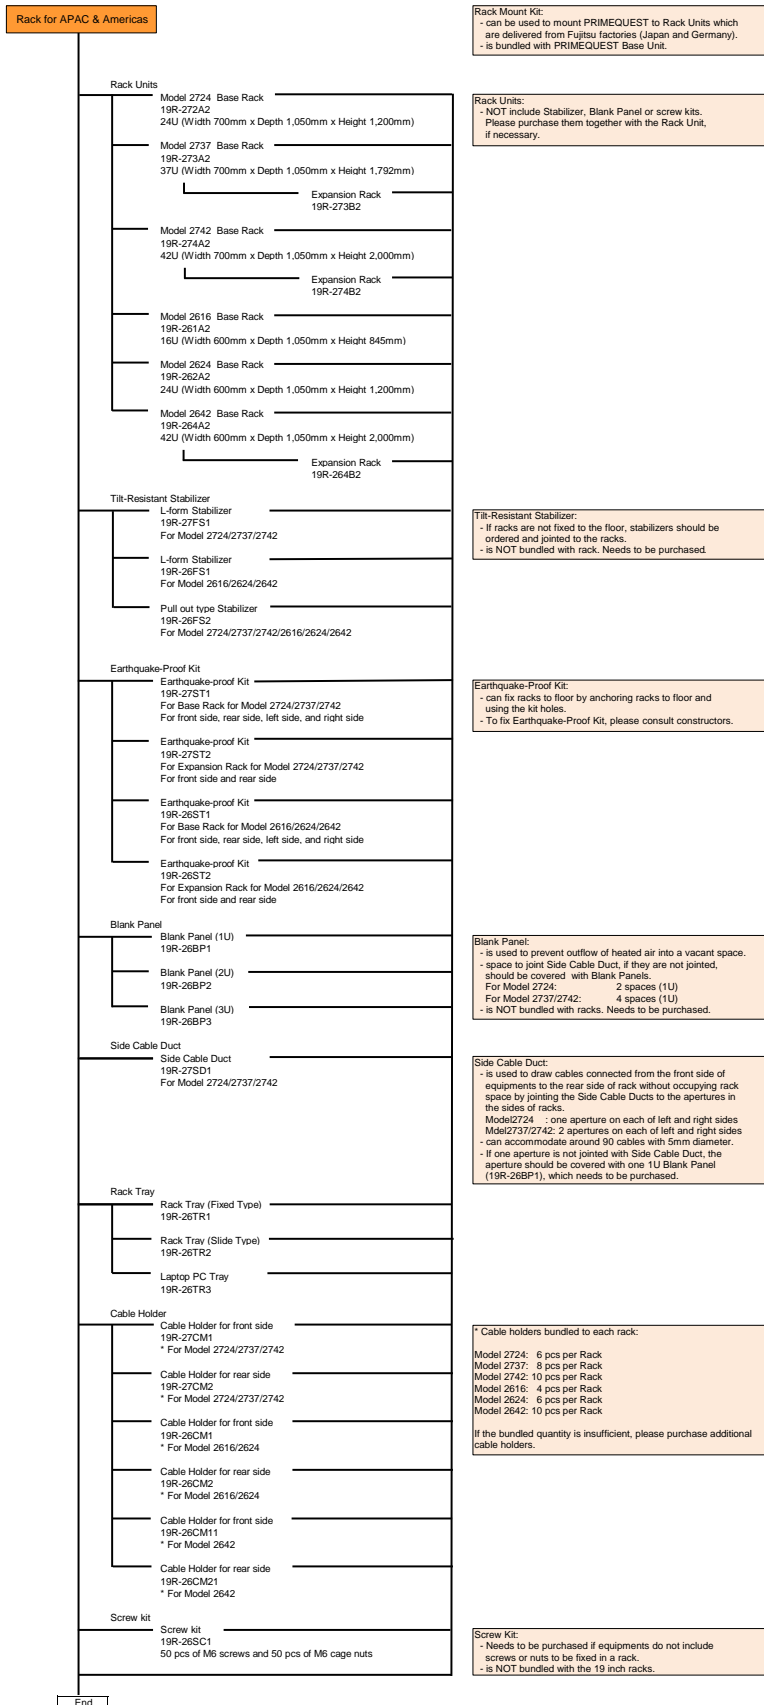 Rack for APAC & Americas
Rack Mount Kit:
- can be used to mount PRIMEQUEST to Rack Units which
are delivered from Fujitsu factories (Japan and Germany).
- is bundled with PRIMEQUEST Base Unit.
Rack Units
Model 2724 Base Rack
19R-272A2
24U (Width 700mm x Depth 1,050mm x Height 1,200mm)
Model 2737 Base Rack
19R-273A2
37U (Width 700mm x Depth 1,050mm x Height 1,792mm)
Expansion Rack
19R-273B2
Model 2742 Base Rack
19R-274A2
42U (Width 700mm x Depth 1,050mm x Height 2,000mm)
Expansion Rack
19R-274B2
Model 2616 Base Rack
19R-261A2
16U (Width 600mm x Depth 1,050mm x Height 845mm)
Model 2624 Base Rack
19R-262A2
24U (Width 600mm x Depth 1,050mm x Height 1,200mm)
Model 2642 Base Rack
19R-264A2
42U (Width 600mm x Depth 1,050mm x Height 2,000mm)
Expansion Rack
19R-264B2
Rack Units:
- NOT include Stabilizer, Blank Panel or screw kits.
Please purchase them together with the Rack Unit,
if necessary.
Tilt-Resistant Stabilizer
L-form Stabilizer
19R-27FS1
For Model 2724/2737/2742
L-form Stabilizer
19R-26FS1
For Model 2616/2624/2642
Pull out type Stabilizer
19R-26FS2
For Model 2724/2737/2742/2616/2624/2642
Tilt-Resistant Stabilizer:
- If racks are not fixed to the floor, stabilizers should be
ordered and jointed to the racks.
- is NOT bundled with rack. Needs to be purchased.
Earthquake-Proof Kit
Earthquake-proof Kit
19R-27ST1
For Base Rack for Model 2724/2737/2742
For front side, rear side, left side, and right side
Earthquake-proof Kit
19R-27ST2
For Expansion Rack for Model 2724/2737/2742
For front side and rear side
Earthquake-proof Kit
19R-26ST1
For Base Rack for Model 2616/2624/2642
For front side, rear side, left side, and right side
Earthquake-proof Kit
19R-26ST2
For Expansion Rack for Model 2616/2624/2642
For front side and rear side
Earthquake-Proof Kit:
- can fix racks to floor by anchoring racks to floor and
using the kit holes.
- To fix Earthquake-Proof Kit, please consult constructors.
Blank Panel
Blank Panel (1U)
19R-26BP1
Blank Panel (2U)
19R-26BP2
Blank Panel (3U)
19R-26BP3
Blank Panel:
- is used to prevent outflow of heated air into a vacant space.
- space to joint Side Cable Duct, if they are not jointed,
should be covered with Blank Panels.
For Model 2724: 2 spaces (1U)
For Model 2737/2742: 4 spaces (1U)
- is NOT bundled with racks. Needs to be purchased.
Side Cable Duct
Side Cable Duct
19R-27SD1
For Model 2724/2737/2742
Side Cable Duct:
- is used to draw cables connected from the front side of
equipments to the rear side of rack without occupying rack
space by jointing the Side Cable Ducts to the apertures in
the sides of racks.
Model2724 : one aperture on each of left and right sides
Mdel2737/2742: 2 apertures on each of left and right sides
- can accommodate around 90 cables with 5mm diameter.
- If one aperture is not jointed with Side Cable Duct, the
aperture should be covered with one 1U Blank Panel
(19R-26BP1), which needs to be purchased.
Rack Tray
Rack Tray (Fixed Type)
19R-26TR1
Rack Tray (Slide Type)
19R-26TR2
Laptop PC Tray
19R-26TR3
Cable Holder
Cable Holder for front side
19R-27CM1
* For Model 2724/2737/2742
Cable Holder for rear side
19R-27CM2
* For Model 2724/2737/2742
Cable Holder for front side
19R-26CM1
* For Model 2616/2624
Cable Holder for rear side
19R-26CM2
* For Model 2616/2624
Cable Holder for front side
19R-26CM11
* For Model 2642
Cable Holder for rear side
19R-26CM21
* For Model 2642
* Cable holders bundled to each rack:
Model 2724: 6 pcs per Rack
Model 2737: 8 pcs per Rack
Model 2742: 10 pcs per Rack
Model 2616: 4 pcs per Rack
Model 2624: 6 pcs per Rack
Model 2642: 10 pcs per Rack
If the bundled quantity is insufficient, please purchase additional
cable holders.
Screw kit
Screw kit
19R-26SC1
50 pcs of M6 screws and 50 pcs of M6 cage nuts
Screw Kit:
- Needs to be purchased if equipments do not include
screws or nuts to be fixed in a rack.
- is NOT bundled with the 19 inch racks.
End